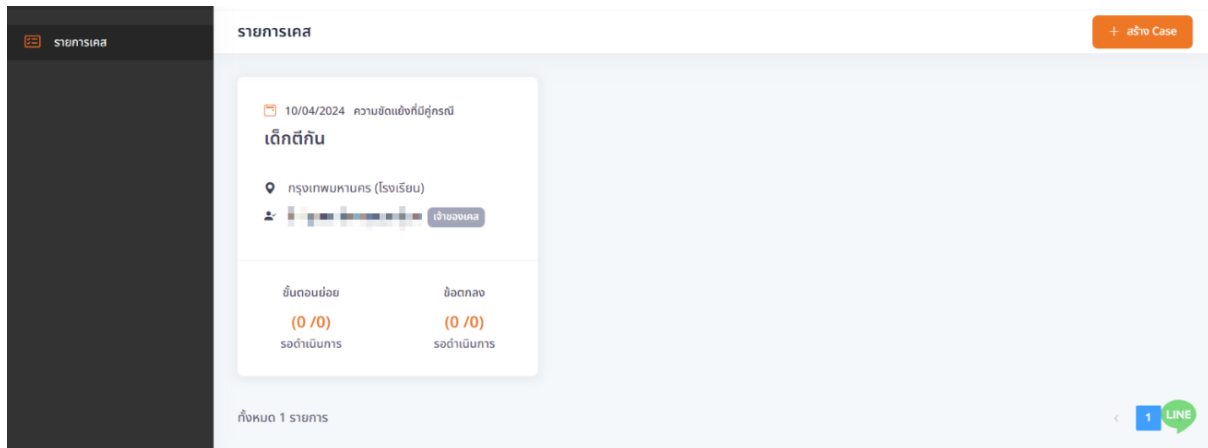 รายการเคส
รายการเคส
+ สร้าง Case
10/04/2024 ความขัดแย้งที่มีคู่กรณี
เด็กตีกัน
กรุงเทพมหานคร (โรงเรียน)
เจ้าของเคส
ขั้นตอนย่อย
ข้อตกลง
(0 /0)
(0 /0)
รอดำเนินการ
รอดำเนินการ
ทั้งหมด 1 รายการ
1
LINE